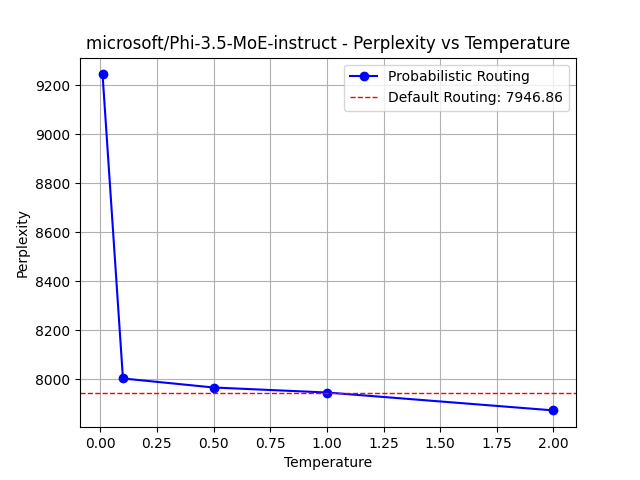 microsoft/Phi-3.5-MoE-instruct - Perplexity vs Temperature
Probabilistic Routing
Default Routing: 7946.86
9200
9000
8800
8600
8400
8200
8000
Perplexity
0.00 0.25 0.50 0.75 1.00 1.25 1.50 1.75 2.00
Temperature